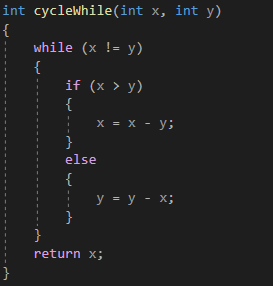 int cycleWhile(int x, int y)
{
    while (x != y)
    {
        if (x > y)
        {
            x = x - y;
        }
        else
        {
            y = y - x;
        }
    }
    return x;
}